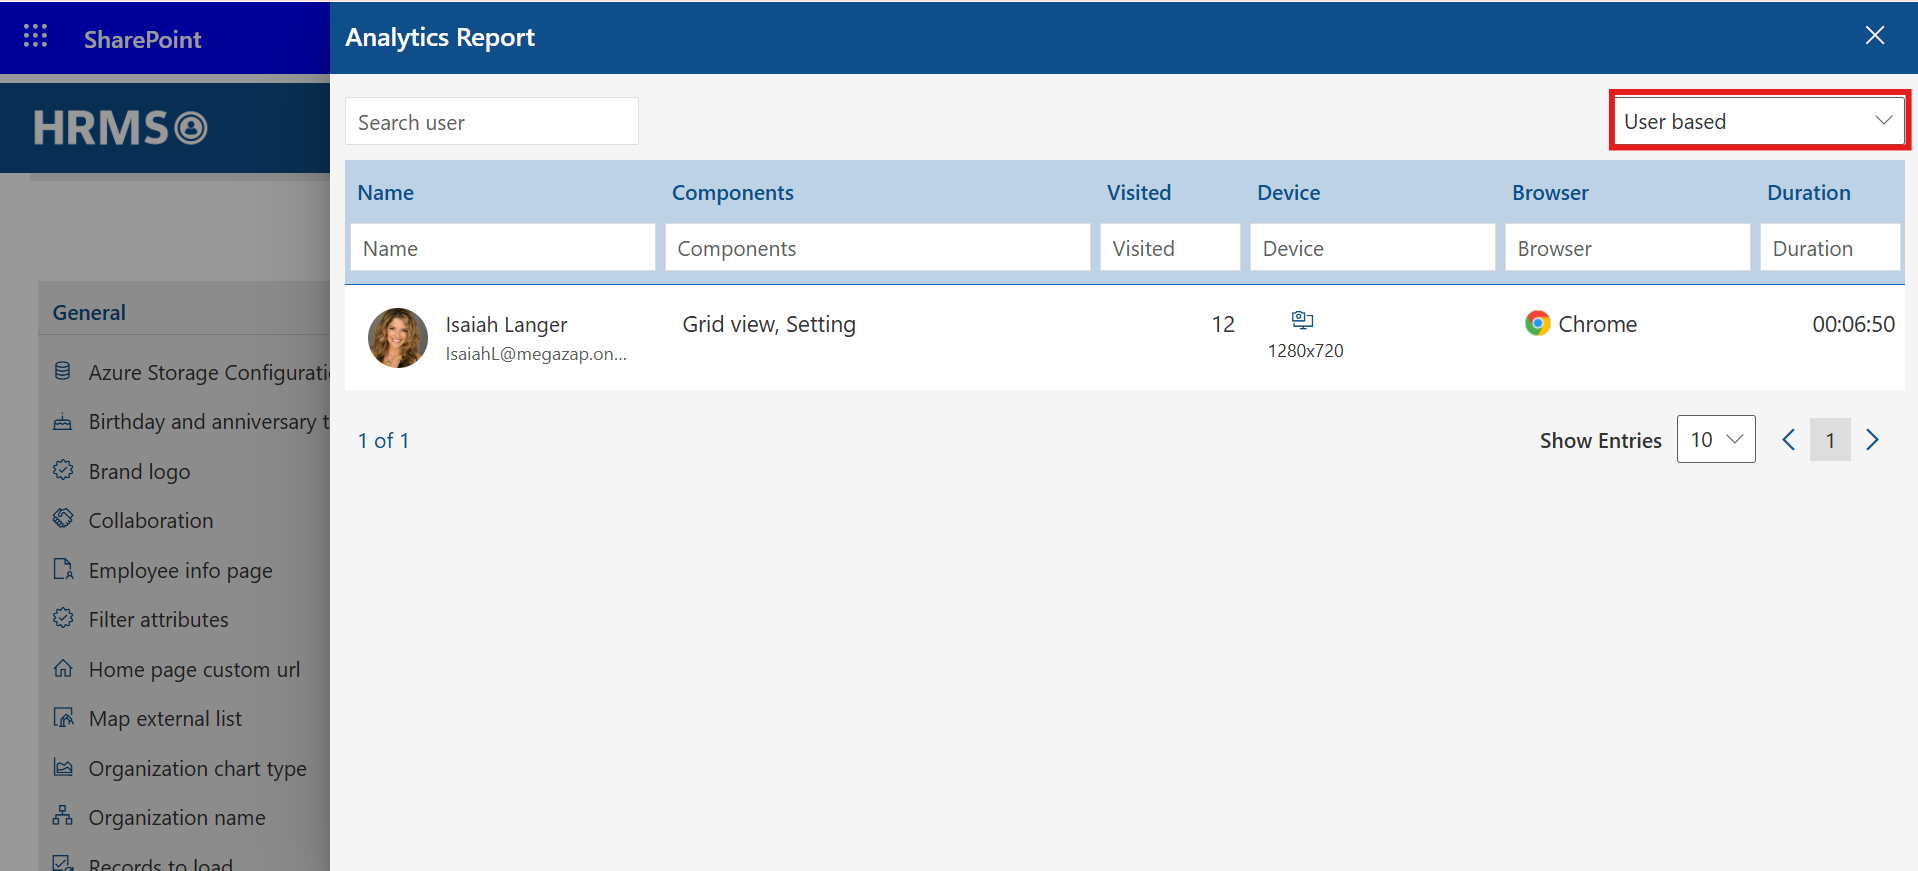 SharePoint
Analytics Report
HRMS
Search user
User based
Name Components Visited Device Browser Duration
Name Components Visited Device Browser Duration
Isaiah Langer Grid view, Setting 12 Chrome 00:06:50
IsaiahL@megazap.on... 1280x720
1 of 1 Show Entries 10 1
General
Azure Storage Configurati
Birthday and anniversary t
Brand logo
Collaboration
Employee info page
Filter attributes
Home page custom url
Map external list
Organization chart type
Organization name
Records to load